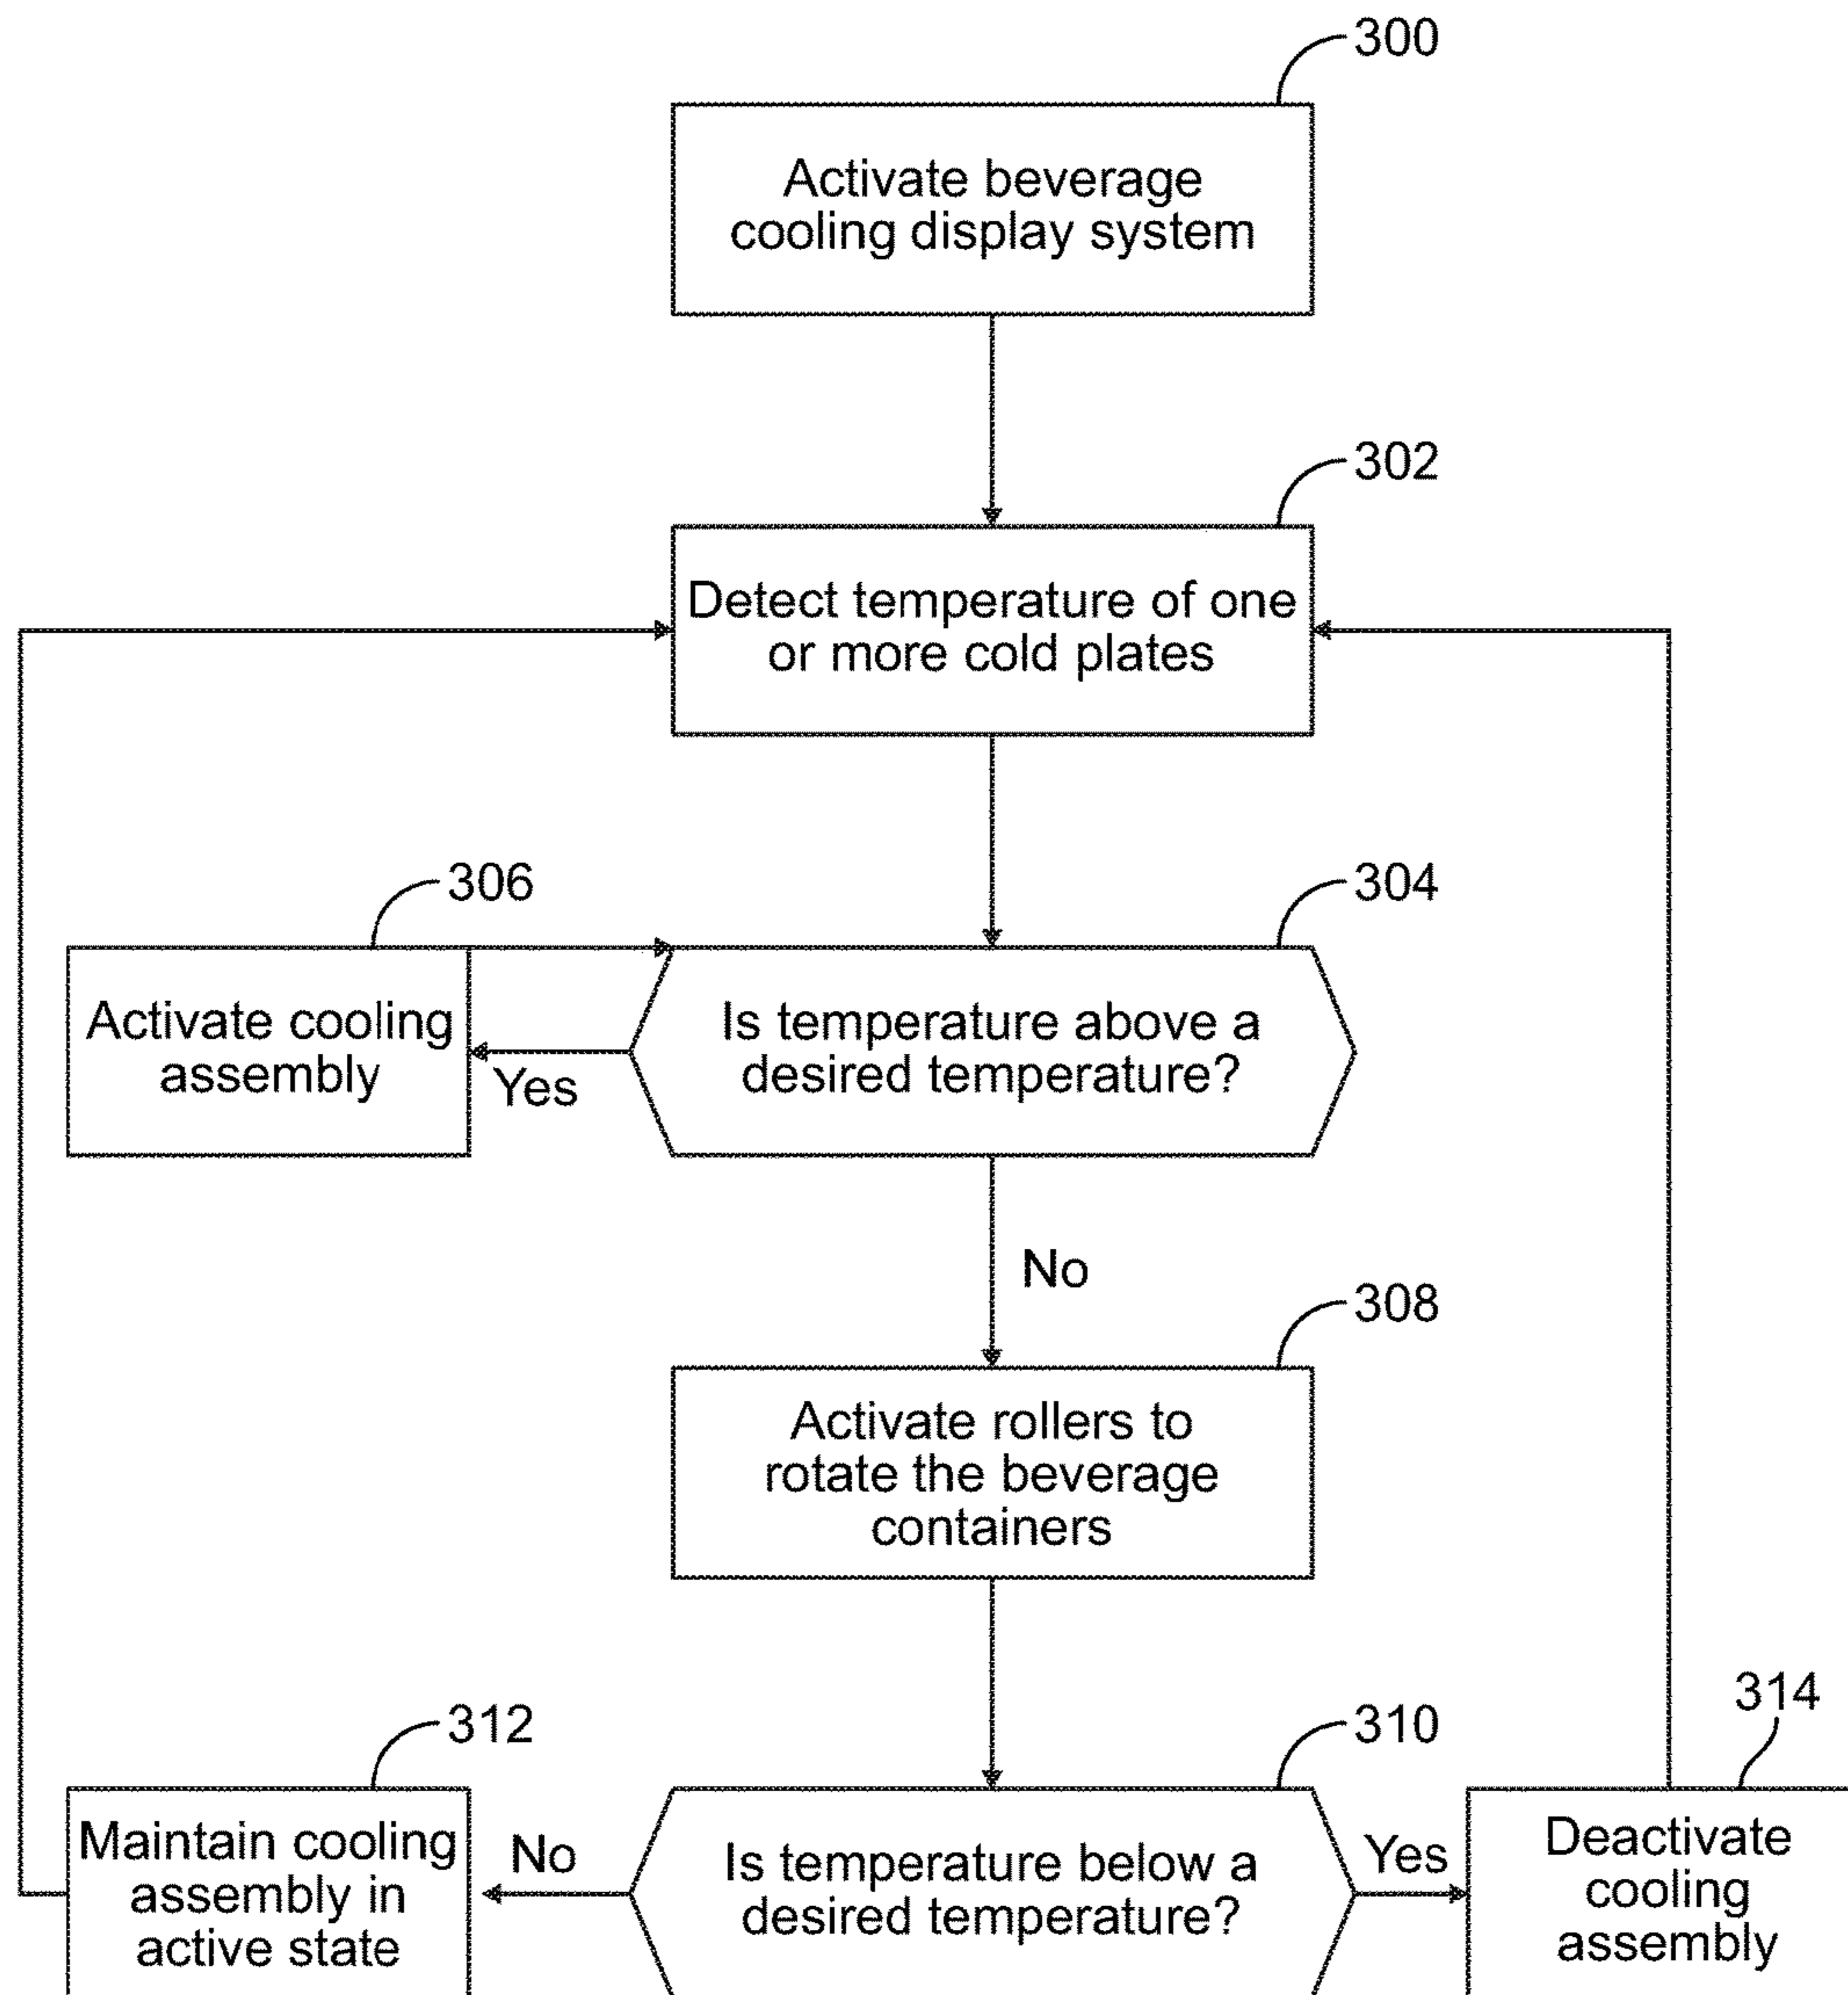 300
Activate beverage
cooling display system
302
Detect temperature of one
or more cold plates
306
304
Activate cooling
assembly
Yes
Is temperature above a
desired temperature?
No
308
Activate rollers to
rotate the beverage
containers
312
310
314
Maintain cooling
assembly in
active state
No
Is temperature below a
desired temperature?
Yes
Deactivate
cooling
assembly